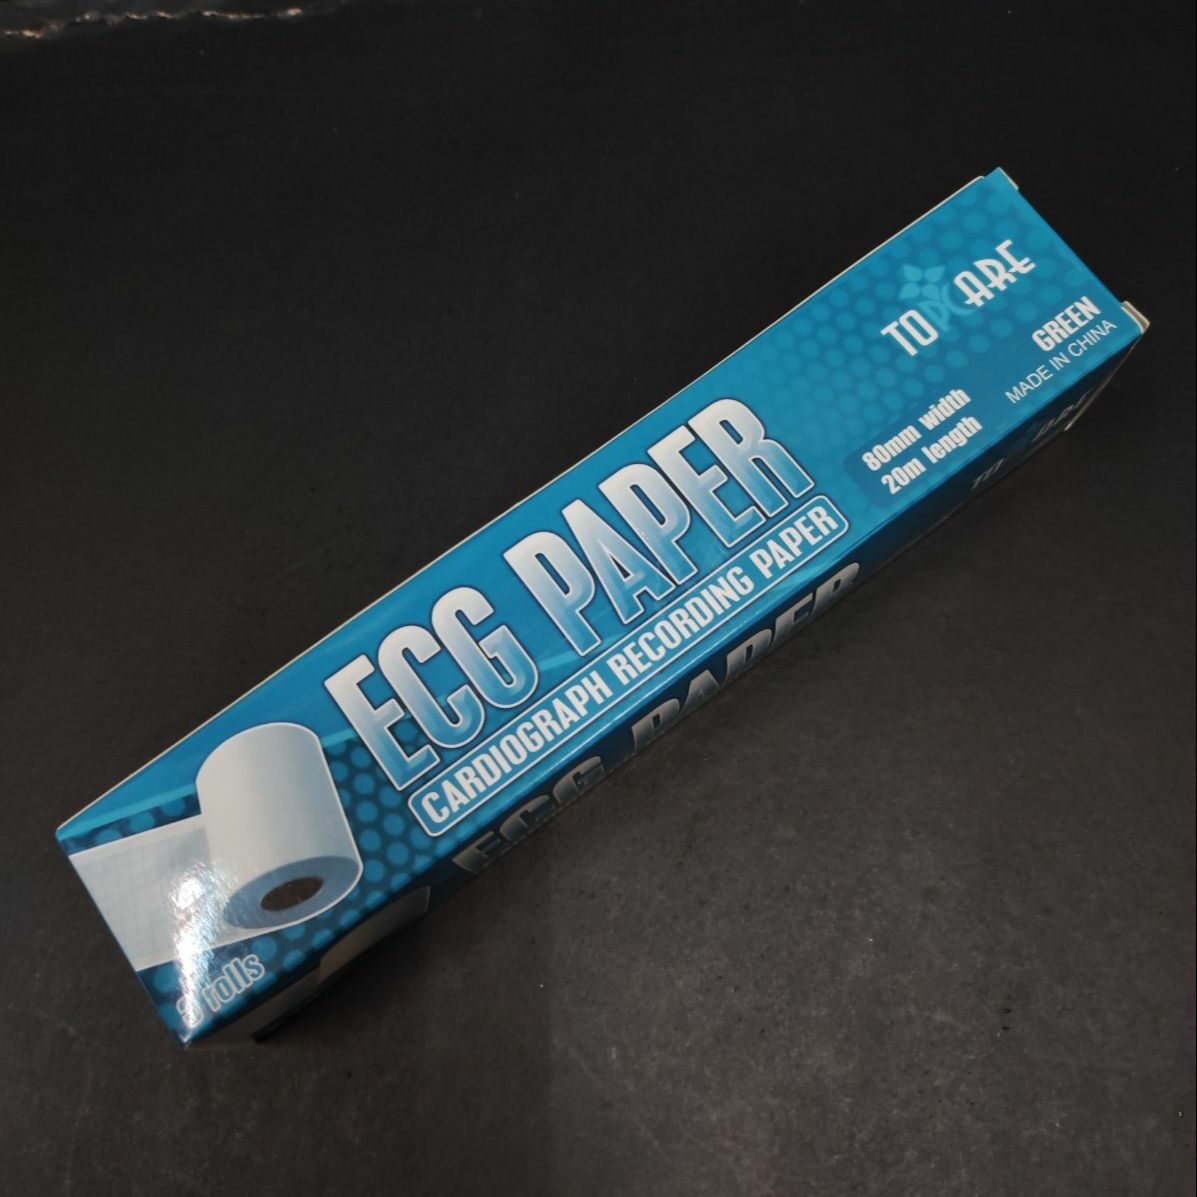 TOPCARE
GREEN
MADE IN CHINA
80mm width
20m length
ECG PAPER
CARDIOGRAPH RECORDING PAPER
rolls
ECG PAPER